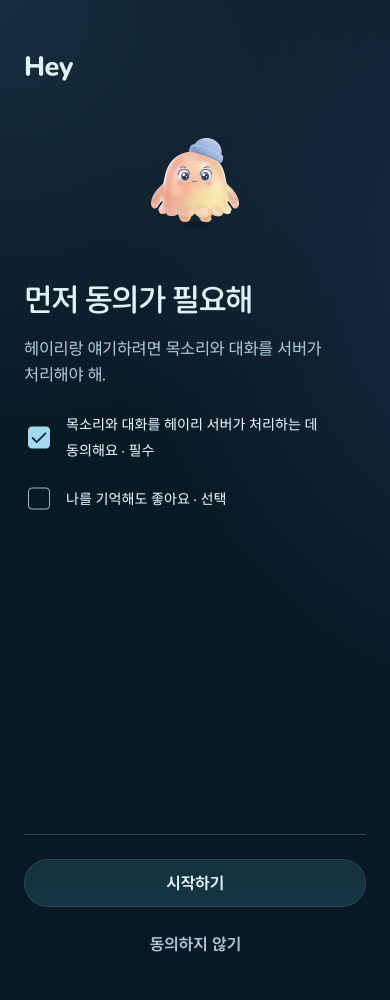 Hey
먼저 동의가 필요해
헤이리랑 얘기하려면 목소리와 대화를 서버가
처리해야 해.
목소리와 대화를 헤이리 서버가 처리하는 데
동의해요 · 필수
나를 기억해도 좋아요 · 선택
시작하기
동의하지 않기